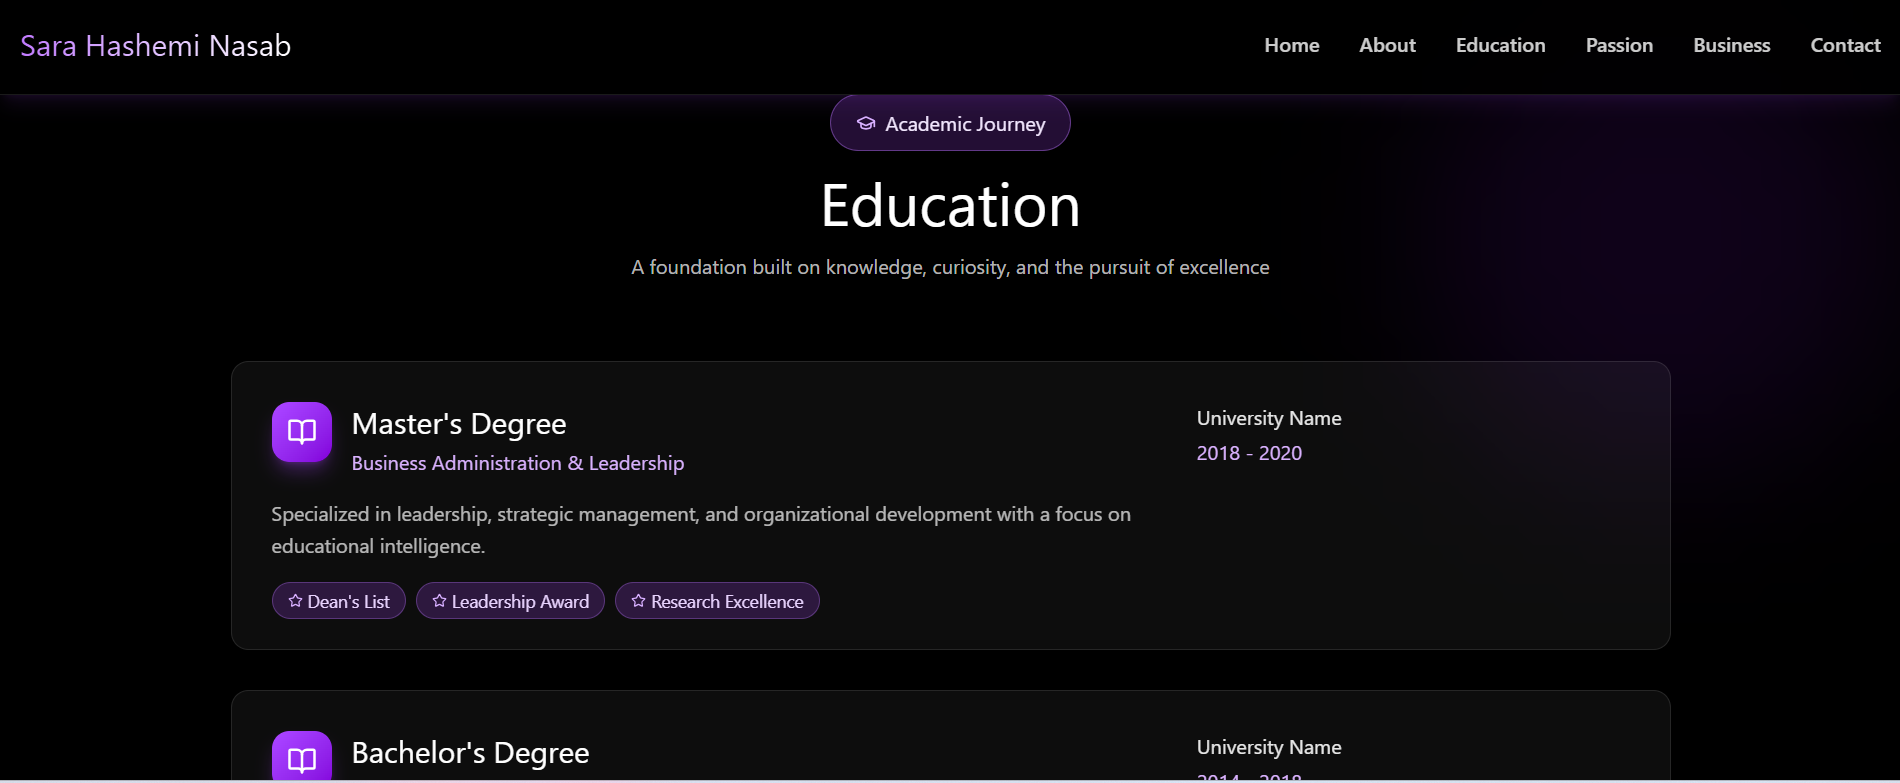 Sara Hashemi Nasab
Home About Education Passion Business Contact
Academic Journey
Education
A foundation built on knowledge, curiosity, and the pursuit of excellence
Master's Degree
Business Administration & Leadership
University Name
2018 - 2020
Specialized in leadership, strategic management, and organizational development with a focus on
educational intelligence.
Dean's List Leadership Award Research Excellence
Bachelor's Degree
University Name
2014 - 2018